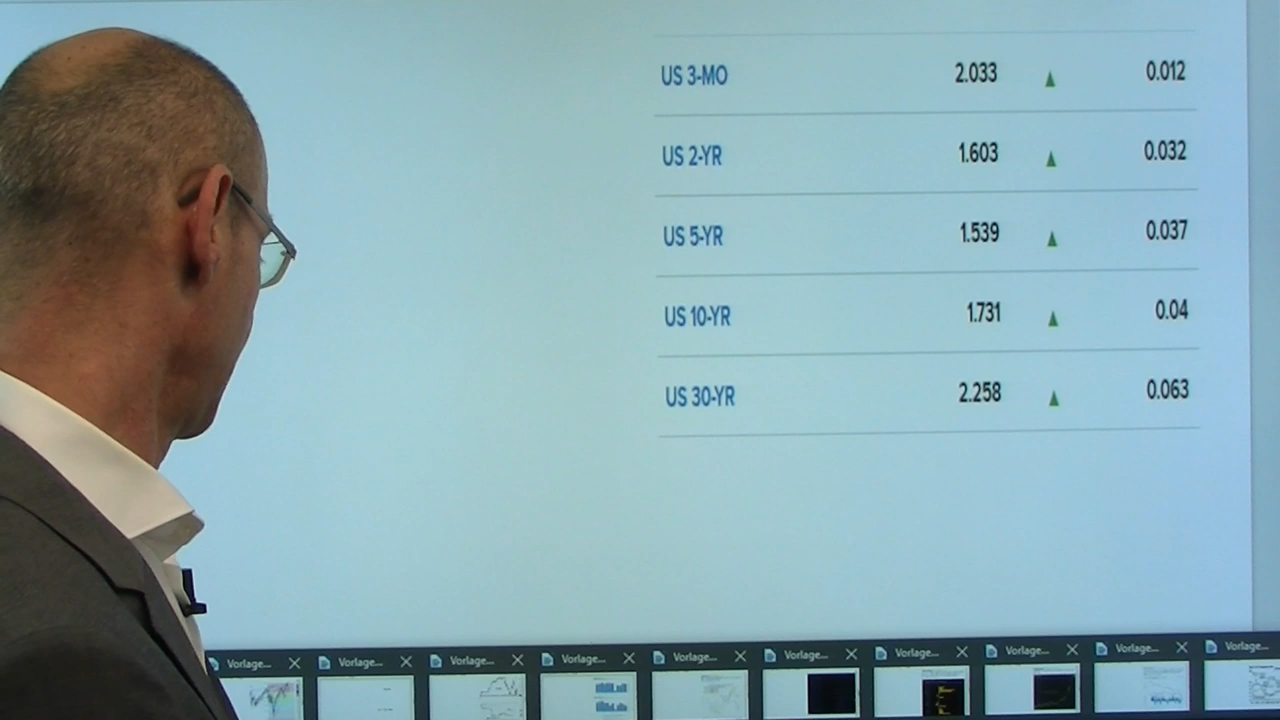 US 3-MO 2.033 ▲ 0.012
US 2-YR 1.603 ▲ 0.032
US 5-YR 1.539 ▲ 0.037
US 10-YR 1.731 ▲ 0.04
US 30-YR 2.258 ▲ 0.063
Vorlage... Vorlage... Vorlage... Vorlage... Vorlage... Vorlage... Vorlage... Vorlage... Vorlage... Vorlage...